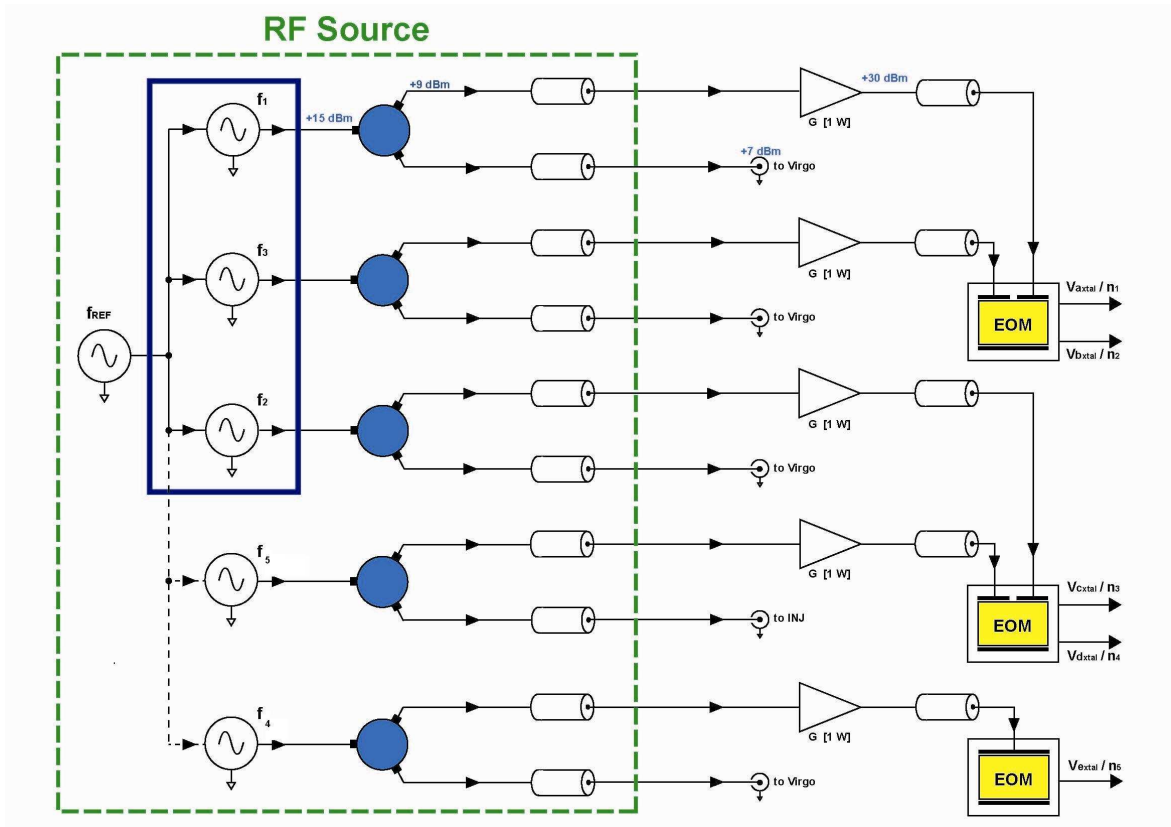 RF Source
f1
+15 dBm
+9 dBm
+30 dBm
G [1 W]
+7 dBm
to Virgo
f3
G [1 W]
to Virgo
fREF
Vaxtal / n1
EOM
Vbxtal / n2
f2
G [1 W]
to Virgo
f5
G [1 W]
to INJ
Vcxtal / n3
EOM
Vdxtal / n4
f4
G [1 W]
to Virgo
Vextal / n5
EOM